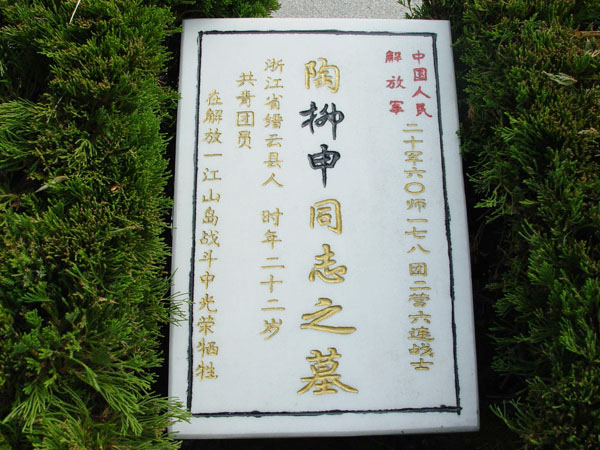 中国人民
解放军
二十军六〇师一七八团二营六连战士
陶柳申同志之墓
浙江省缙云县人 时年二十二岁
共青团员
在解放一江山岛战斗中光荣牺牲